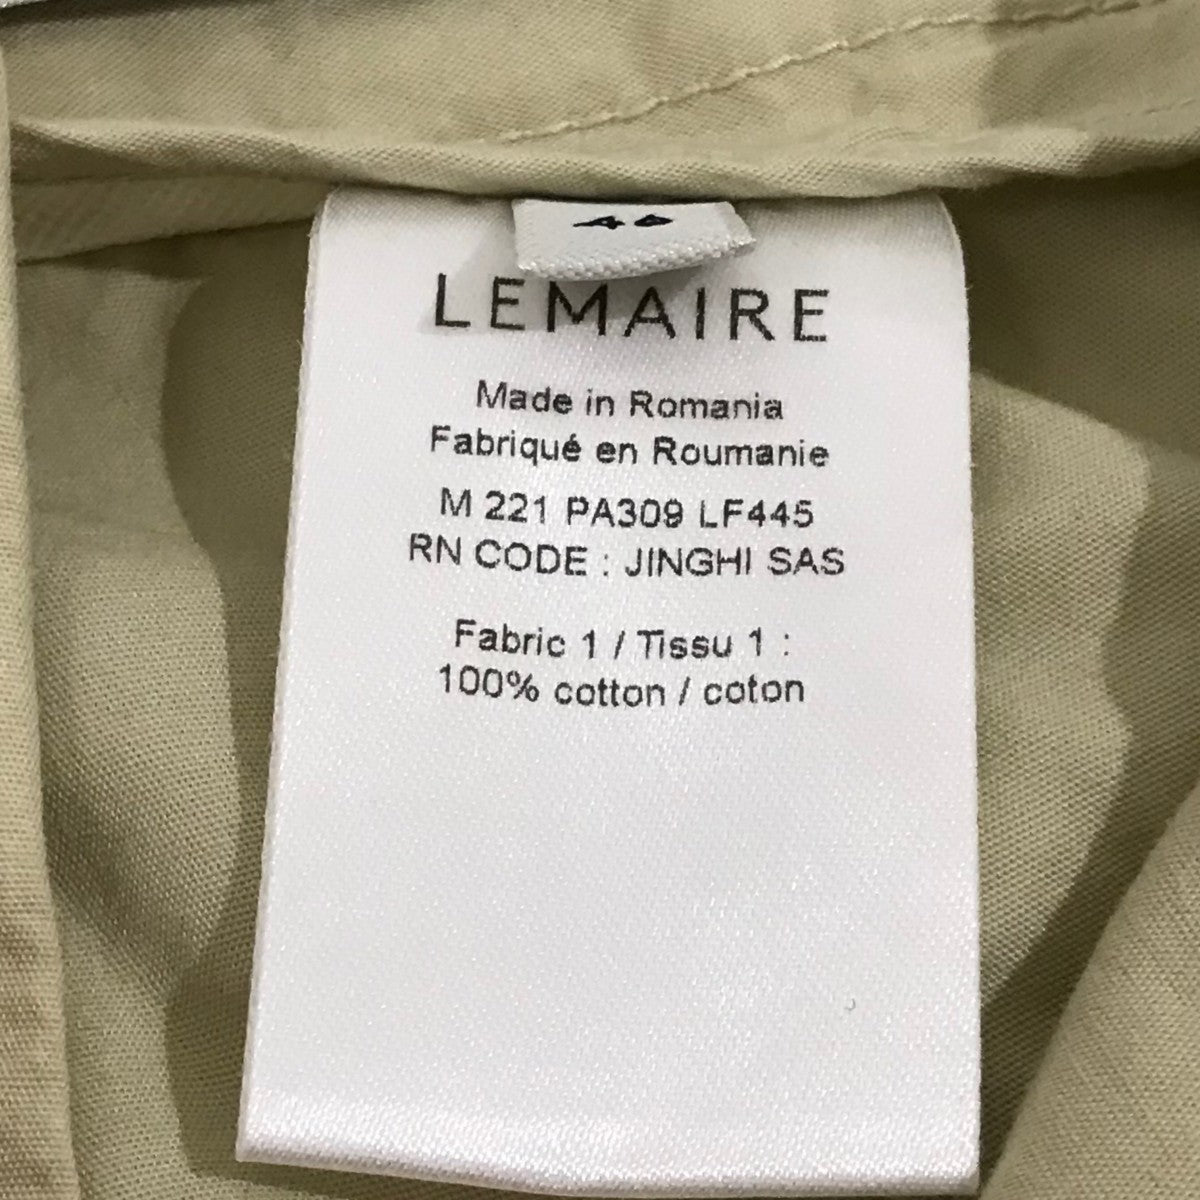 LEMAIRE
Made in Romania
Fabriqué en Roumanie
M 221 PA309 LF445
RN CODE : JINGHI SAS
Fabric 1 / Tissu 1 :
100% cotton / coton